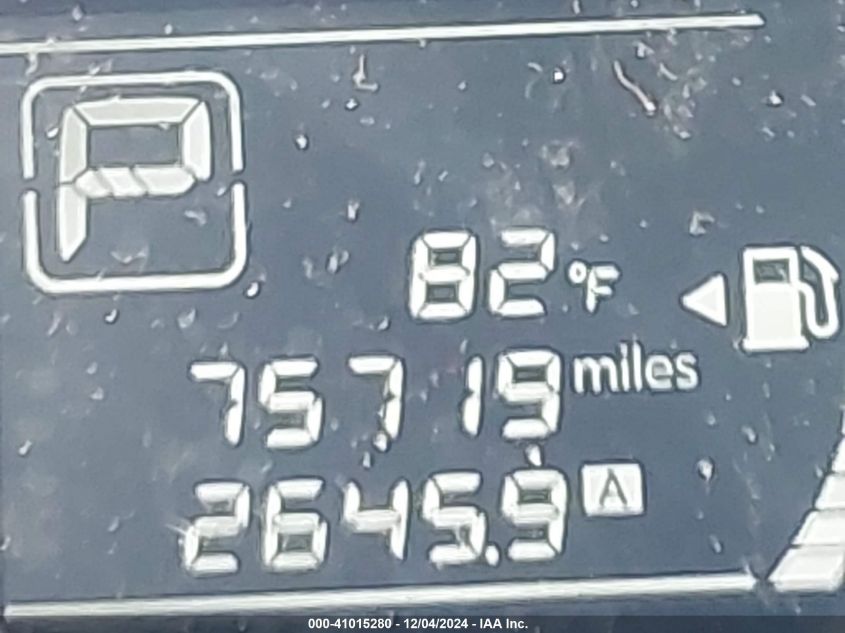 P
82 °F
75719 miles
2645.9 A
000-41015280 - 12/04/2024 - IAA Inc.